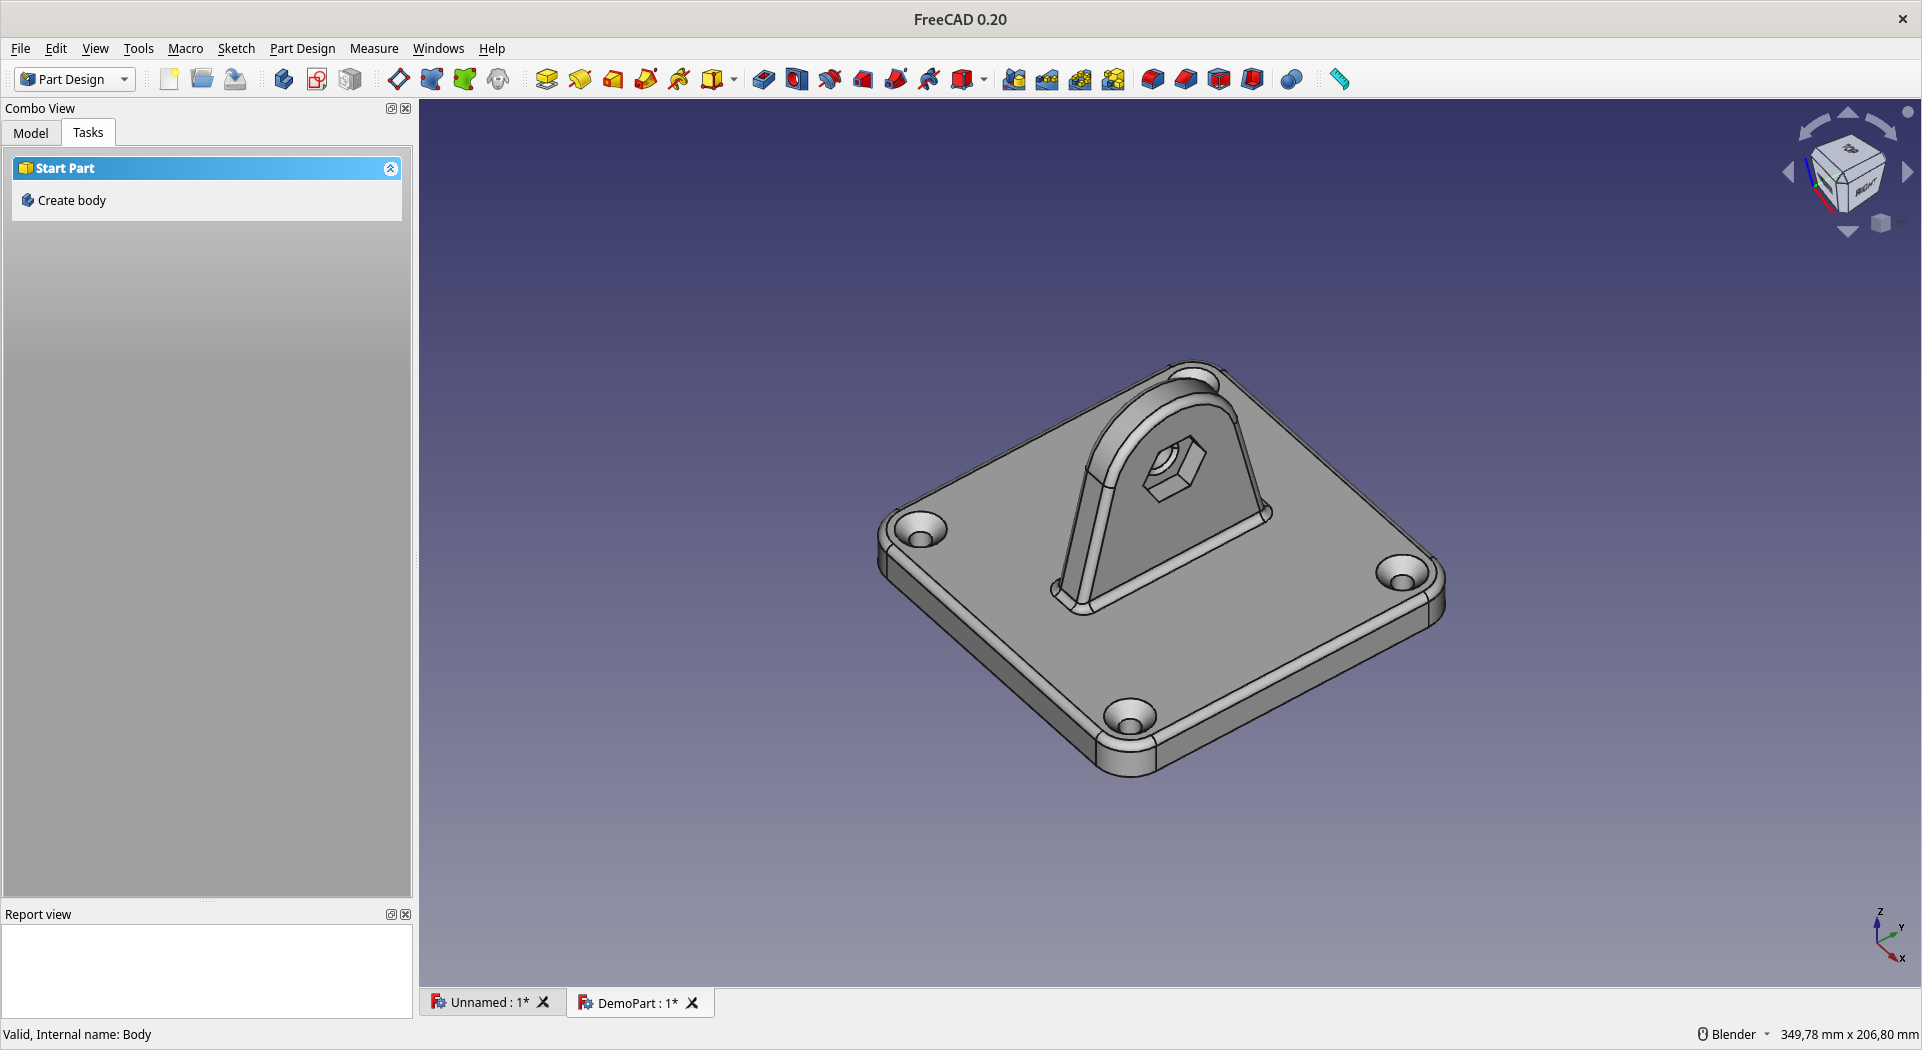 FreeCAD 0.20
File Edit View Tools Macro Sketch Part Design Measure Windows Help
Part Design
Combo View
Model Tasks
Start Part
Create body
TOP
RIGHT
Z
Y
X
Report view
Unnamed : 1* DemoPart : 1*
Valid, Internal name: Body Blender 349,78 mm x 206,80 mm